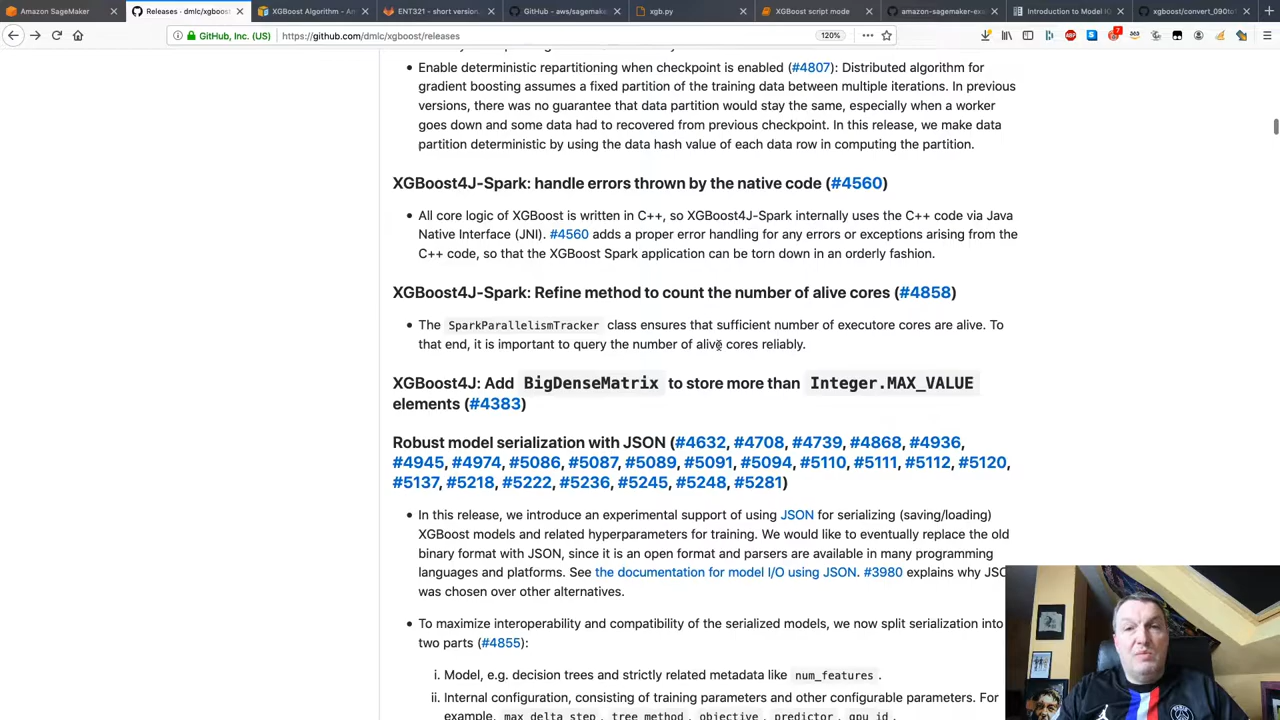 Amazon SageMaker
Releases · dmlc/xgboost
XGBoost Algorithm - Am
ENT321 - short version
GitHub - aws/sagemake
xgb.py
XGBoost script mode
amazon-sagemaker-exa
Introduction to Model IO
xgboost/convert_090to1
GitHub, Inc. (US)
https://github.com/dmlc/xgboost/releases
120%
• Enable deterministic repartitioning when checkpoint is enabled (#4807): Distributed algorithm for
gradient boosting assumes a fixed partition of the training data between multiple iterations. In previous
versions, there was no guarantee that data partition would stay the same, especially when a worker
goes down and some data had to recovered from previous checkpoint. In this release, we make data
partition deterministic by using the data hash value of each data row in computing the partition.
XGBoost4J-Spark: handle errors thrown by the native code (#4560)
• All core logic of XGBoost is written in C++, so XGBoost4J-Spark internally uses the C++ code via Java
Native Interface (JNI). #4560 adds a proper error handling for any errors or exceptions arising from the
C++ code, so that the XGBoost Spark application can be torn down in an orderly fashion.
XGBoost4J-Spark: Refine method to count the number of alive cores (#4858)
• The SparkParallelismTracker class ensures that sufficient number of executore cores are alive. To
that end, it is important to query the number of alive cores reliably.
XGBoost4J: Add BigDenseMatrix to store more than Integer.MAX_VALUE
elements (#4383)
Robust model serialization with JSON (#4632, #4708, #4739, #4868, #4936,
#4945, #4974, #5086, #5087, #5089, #5091, #5094, #5110, #5111, #5112, #5120,
#5137, #5218, #5222, #5236, #5245, #5248, #5281)
• In this release, we introduce an experimental support of using JSON for serializing (saving/loading)
XGBoost models and related hyperparameters for training. We would like to eventually replace the old
binary format with JSON, since it is an open format and parsers are available in many programming
languages and platforms. See the documentation for model I/O using JSON. #3980 explains why JSO
was chosen over other alternatives.
• To maximize interoperability and compatibility of the serialized models, we now split serialization into
two parts (#4855):
i. Model, e.g. decision trees and strictly related metadata like num_features.
ii. Internal configuration, consisting of training parameters and other configurable parameters. For
example, max_delta_step, tree_method, objective, predictor, gpu_id.